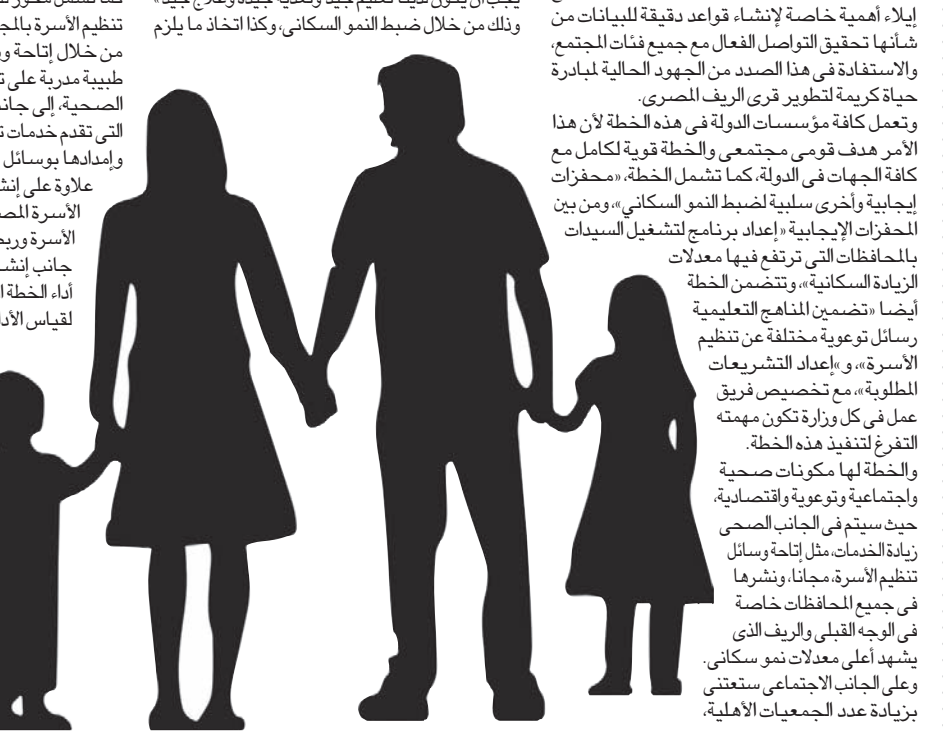 إيلاء أهمية خاصة لإنشاء قواعد دقيقة للبيانات من
شأنها تحقيق التواصل الفعال مع جميع فئات المجتمع،
والاستفادة فى هذا الصدد من الجهود الحالية لمبادرة
حياة كريمة لتطوير قرى الريف المصرى.
وتعمل كافة مؤسسات الدولة فى هذه الخطة لأن هذا
الأمر هدف قومى مجتمعى والخطة قوية لكامل مع
كافة الجهات فى الدولة، كما تشمل الخطة، «محفزات
إيجابية وأخرى سلبية لضبط النمو السكاني»، ومن بين
المحفزات الإيجابية «إعداد برنامج لتشغيل السيدات
بالمحافظات التى ترتفع فيها معدلات
الزيادة السكانية»، وتتضمن الخطة
أيضا «تضمين المناهج التعليمية
رسائل توعوية مختلفة عن تنظيم
الأسرة»، و»إعداد التشريعات
المطلوبة»، مع تخصيص فريق
عمل فى كل وزارة تكون مهمته
التفرغ لتنفيذ هذه الخطة.
والخطة لها مكونات صحية
واجتماعية وتوعوية واقتصادية،
حيث سيتم فى الجانب الصحى
زيادة الخدمات، مثل إتاحة وسائل
تنظيم الأسرة، مجانا، ونشرها
فى جميع المحافظات خاصة
فى الوجه القبلى والريف الذى
يشهد أعلى معدلات نمو سكانى.
وعلى الجانب الاجتماعى ستعتنى
بزيادة عدد الجمعيات الأهلية،
وذلك من خلال ضبط النمو السكانى، وكذا اتخاذ ما يلزم
تنظيم الأسرة بالمج
من خلال إتاحة و
طبيبة مدربة على ت
الصحية، إلى جان
التى تقدم خدمات ت
وإمدادها بوسائل
علاوة على إنش
الأسرة المص
الأسرة وربـ
جانب إنشـ
أداء الخطة ا
لقياس الأدا